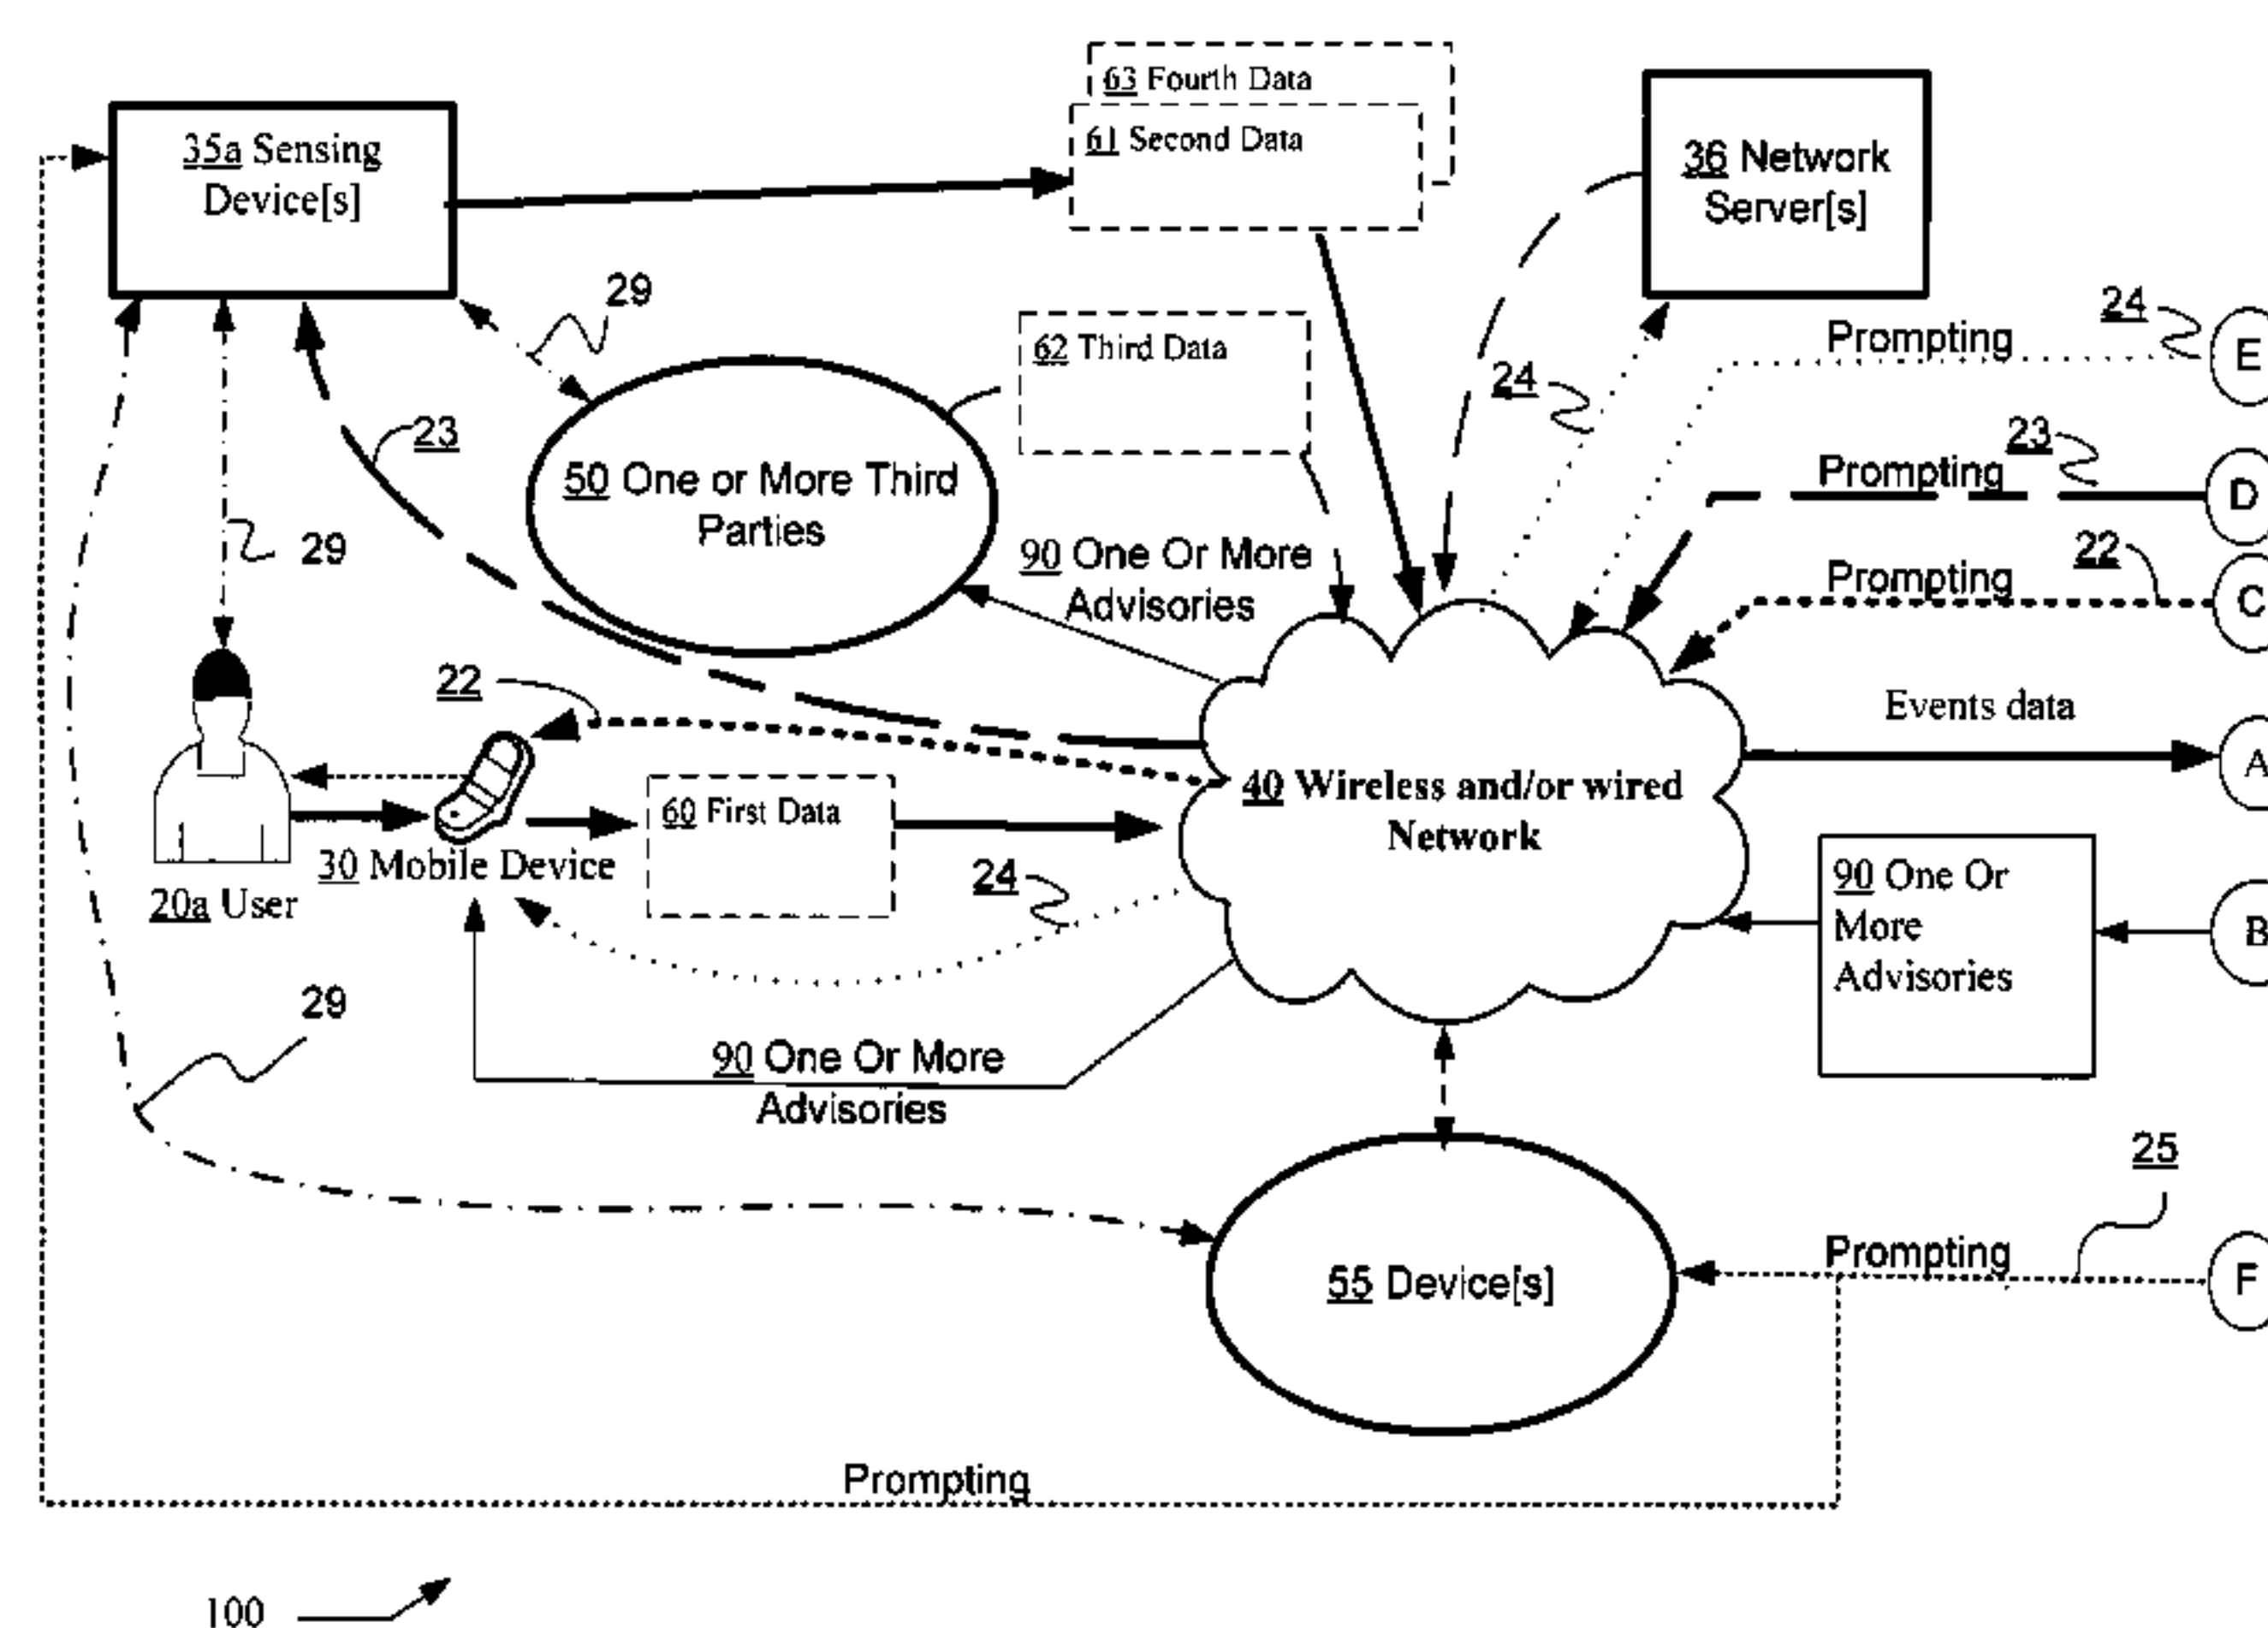 63 Fourth Data
61 Second Data
35a Sensing
Device[s]
36 Network
Server[s]
29
24
E
Prompting
62 Third Data
24
23
23
D
Prompting
50 One or More Third
Parties
29
90 One Or More
Advisories
22
C
Prompting
22
Events data
A
40 Wireless and/or wired
Network
60 First Data
30 Mobile Device
20a User
24
90 One Or
More
Advisories
B
29
90 One Or More
Advisories
25
Prompting
F
55 Device[s]
Prompting
100